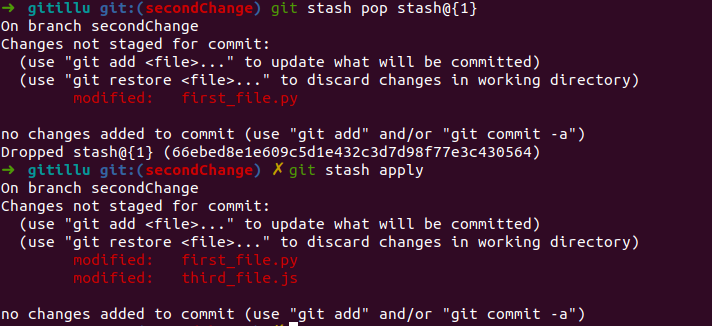 ➜ gitillu git:(secondChange) git stash pop stash@{1}
On branch secondChange
Changes not staged for commit:
  (use "git add <file>..." to update what will be committed)
  (use "git restore <file>..." to discard changes in working directory)
        modified:   first_file.py

no changes added to commit (use "git add" and/or "git commit -a")
Dropped stash@{1} (66ebed8e1e609c5d1e432c3d7d98f77e3c430564)
➜ gitillu git:(secondChange) ✗ git stash apply
On branch secondChange
Changes not staged for commit:
  (use "git add <file>..." to update what will be committed)
  (use "git restore <file>..." to discard changes in working directory)
        modified:   first_file.py
        modified:   third_file.js

no changes added to commit (use "git add" and/or "git commit -a")